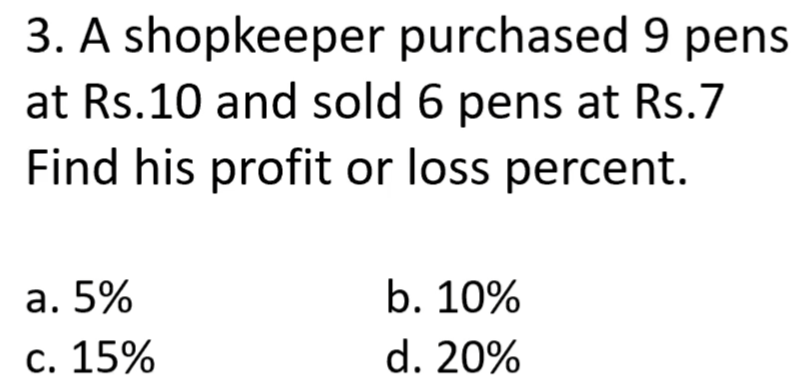 3. A shopkeeper purchased 9 pens
at Rs.10 and sold 6 pens at Rs.7
Find his profit or loss percent.
a. 5% b. 10%
c. 15% d. 20%